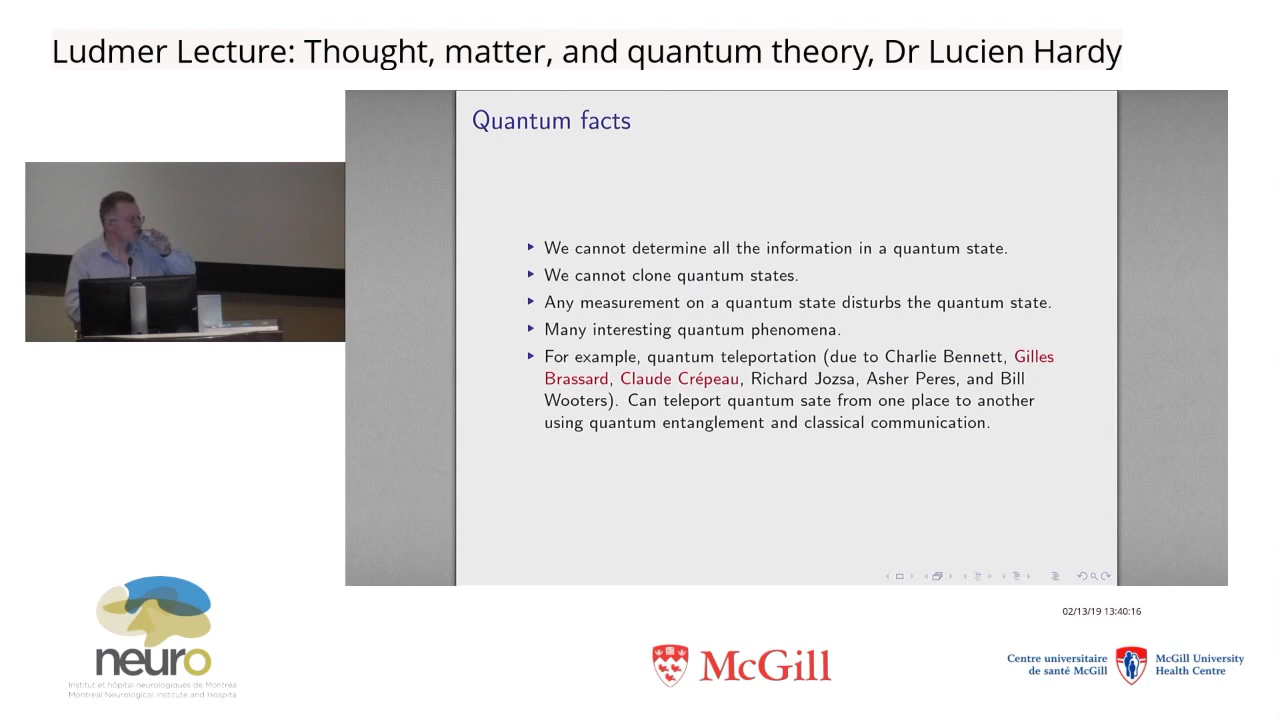 Ludmer Lecture: Thought, matter, and quantum theory, Dr Lucien Hardy
Quantum facts
We cannot determine all the information in a quantum state.
We cannot clone quantum states.
Any measurement on a quantum state disturbs the quantum state.
Many interesting quantum phenomena.
For example, quantum teleportation (due to Charlie Bennett, Gilles
Brassard, Claude Crépeau, Richard Jozsa, Asher Peres, and Bill
Wooters). Can teleport quantum sate from one place to another
using quantum entanglement and classical communication.
02/13/19 13:40:16
neuro
Institut et hôpital neurologiques de Montréal
Montreal Neurological Institute and Hospital
McGill
Centre universitaire
de santé McGill
McGill University
Health Centre